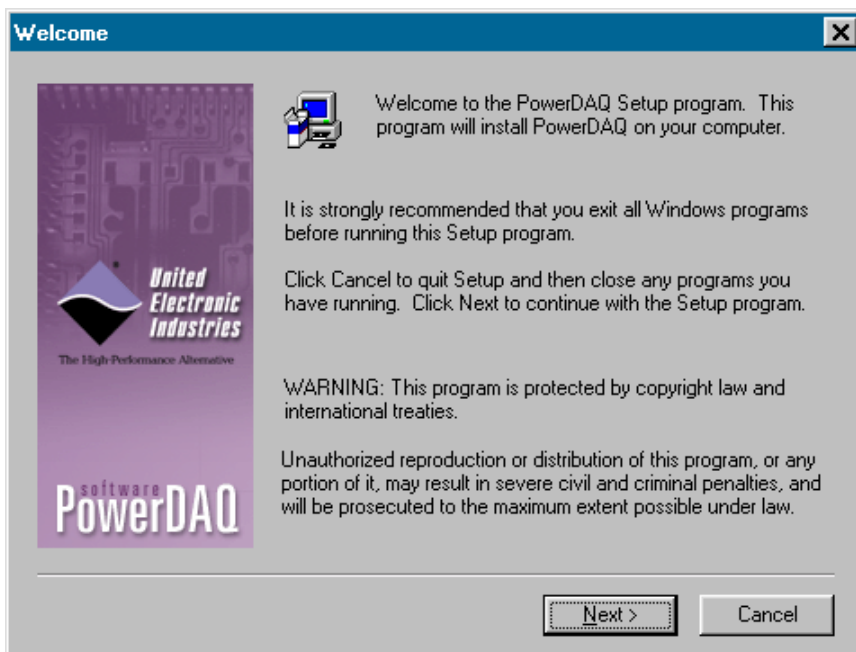 Welcome
Welcome to the PowerDAQ Setup program. This
program will install PowerDAQ on your computer.
It is strongly recommended that you exit all Windows programs
before running this Setup program.
Click Cancel to quit Setup and then close any programs you
have running. Click Next to continue with the Setup program.
WARNING: This program is protected by copyright law and
international treaties.
Unauthorized reproduction or distribution of this program, or any
portion of it, may result in severe civil and criminal penalties, and
will be prosecuted to the maximum extent possible under law.
United
Electronic
Industries
The High-Performance Alternative
software
PowerDAQ
Next >
Cancel